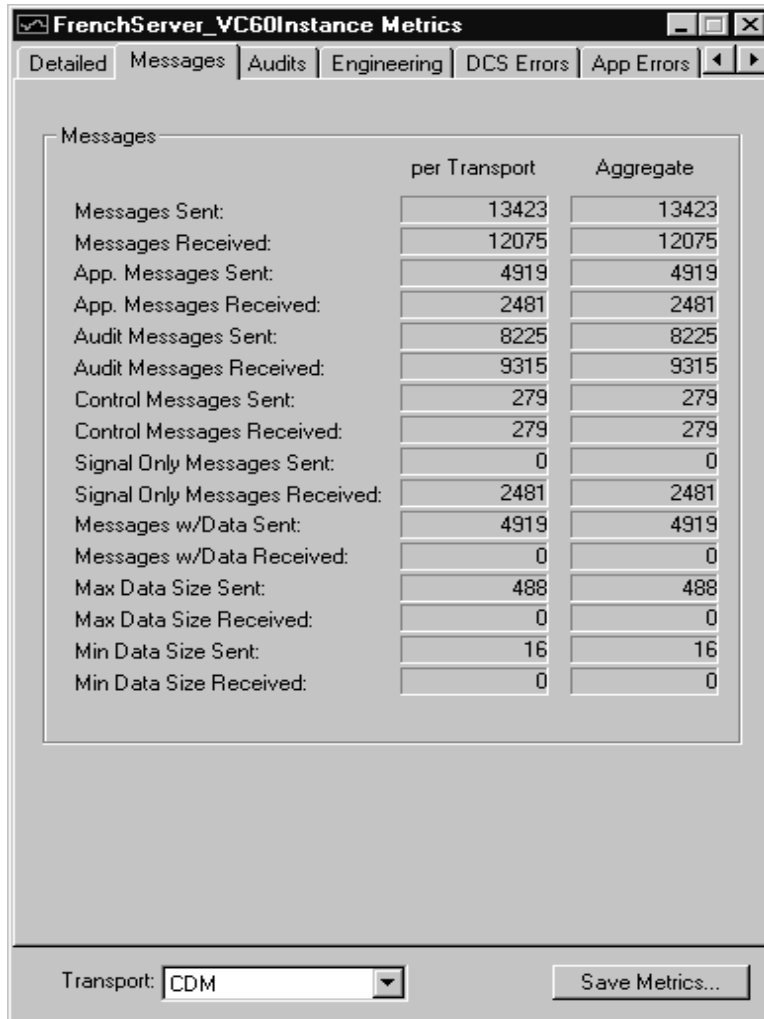 FrenchServer_VC60Instance Metrics
Detailed Messages Audits Engineering DCS Errors App Errors
Messages
per Transport Aggregate
Messages Sent: 13423 13423
Messages Received: 12075 12075
App. Messages Sent: 4919 4919
App. Messages Received: 2481 2481
Audit Messages Sent: 8225 8225
Audit Messages Received: 9315 9315
Control Messages Sent: 279 279
Control Messages Received: 279 279
Signal Only Messages Sent: 0 0
Signal Only Messages Received: 2481 2481
Messages w/Data Sent: 4919 4919
Messages w/Data Received: 0 0
Max Data Size Sent: 488 488
Max Data Size Received: 0 0
Min Data Size Sent: 16 16
Min Data Size Received: 0 0
Transport: CDM Save Metrics...